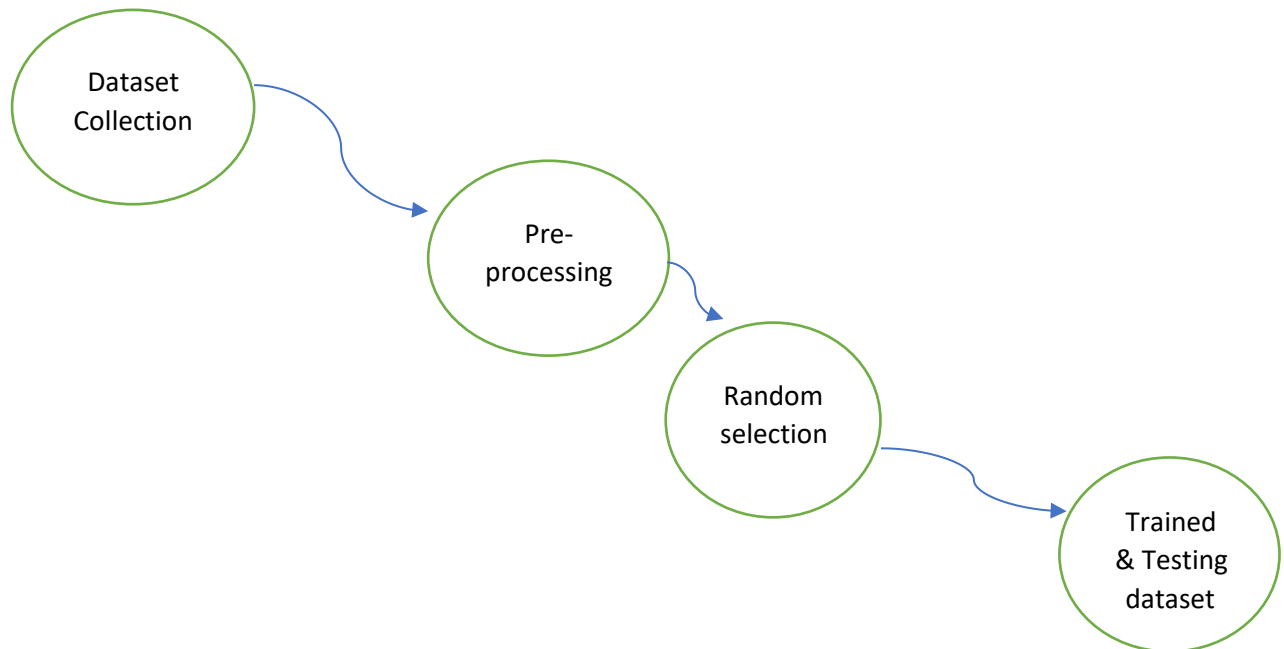 Dataset
Collection
Pre-
processing
Random
selection
Trained
& Testing
dataset